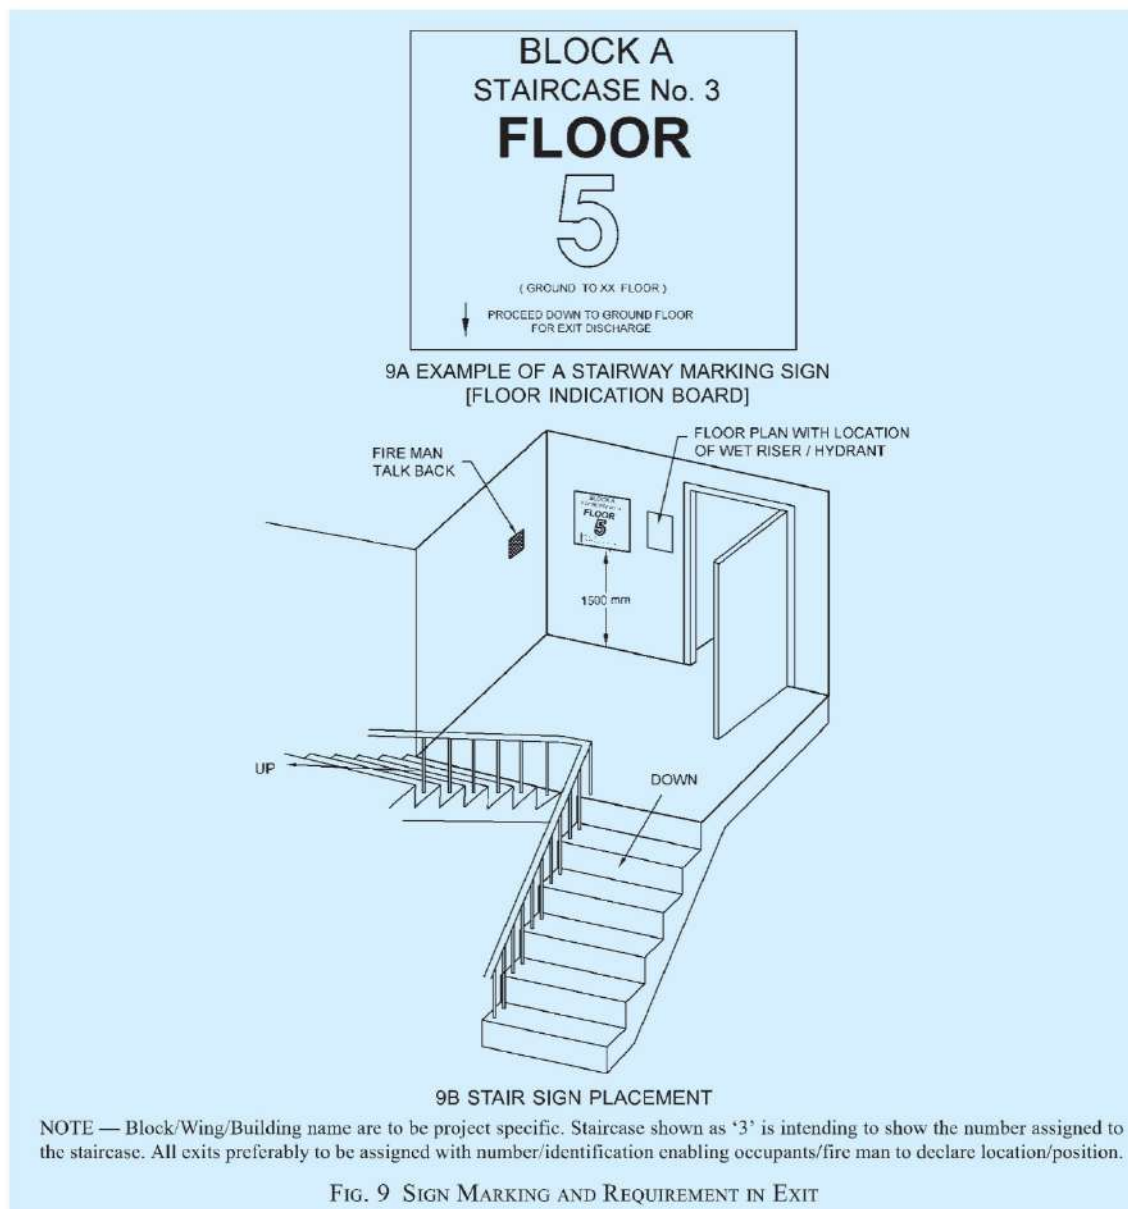 BLOCK A
STAIRCASE No. 3
FLOOR
5
( GROUND TO XX FLOOR )
PROCEED DOWN TO GROUND FLOOR
FOR EXIT DISCHARGE
9A EXAMPLE OF A STAIRWAY MARKING SIGN
[FLOOR INDICATION BOARD]
FLOOR PLAN WITH LOCATION
OF WET RISER / HYDRANT
FIRE MAN
TALK BACK
BLOCK A
FLOOR
5
1500 mm
UP
DOWN
9B STAIR SIGN PLACEMENT
NOTE — Block/Wing/Building name are to be project specific. Staircase shown as ‘3’ is intending to show the number assigned to
the staircase. All exits preferably to be assigned with number/identification enabling occupants/fire man to declare location/position.
FIG. 9 SIGN MARKING AND REQUIREMENT IN EXIT